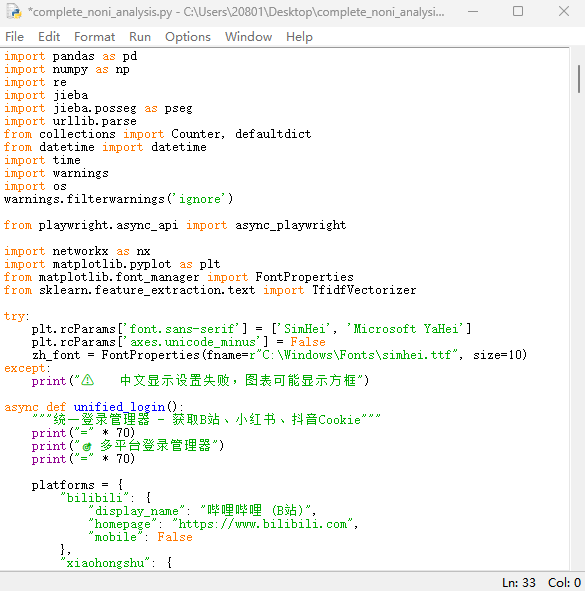 *complete_noni_analysis.py - C:\Users\20801\Desktop\complete_noni_analysi...
File Edit Format Run Options Window Help
import pandas as pd
import numpy as np
import re
import jieba
import jieba.posseg as pseg
import urllib.parse
from collections import Counter, defaultdict
from datetime import datetime
import time
import warnings
import os
warnings.filterwarnings('ignore')

from playwright.async_api import async_playwright

import networkx as nx
import matplotlib.pyplot as plt
from matplotlib.font_manager import FontProperties
from sklearn.feature_extraction.text import TfidfVectorizer

try:
    plt.rcParams['font.sans-serif'] = ['SimHei', 'Microsoft YaHei']
    plt.rcParams['axes.unicode_minus'] = False
    zh_font = FontProperties(fname=r"C:\Windows\Fonts\simhei.ttf", size=10)
except:
    print("⚠️ 中文显示设置失败，图表可能显示方框")

async def unified_login():
    """统一登录管理器 - 获取B站、小红书、抖音Cookie"""
    print("=" * 70)
    print("🎯 多平台登录管理器")
    print("=" * 70)

    platforms = {
        "bilibili": {
            "display_name": "哔哩哔哩 (B站)",
            "homepage": "https://www.bilibili.com",
            "mobile": False
        },
        "xiaohongshu": {
Ln: 33 Col: 0